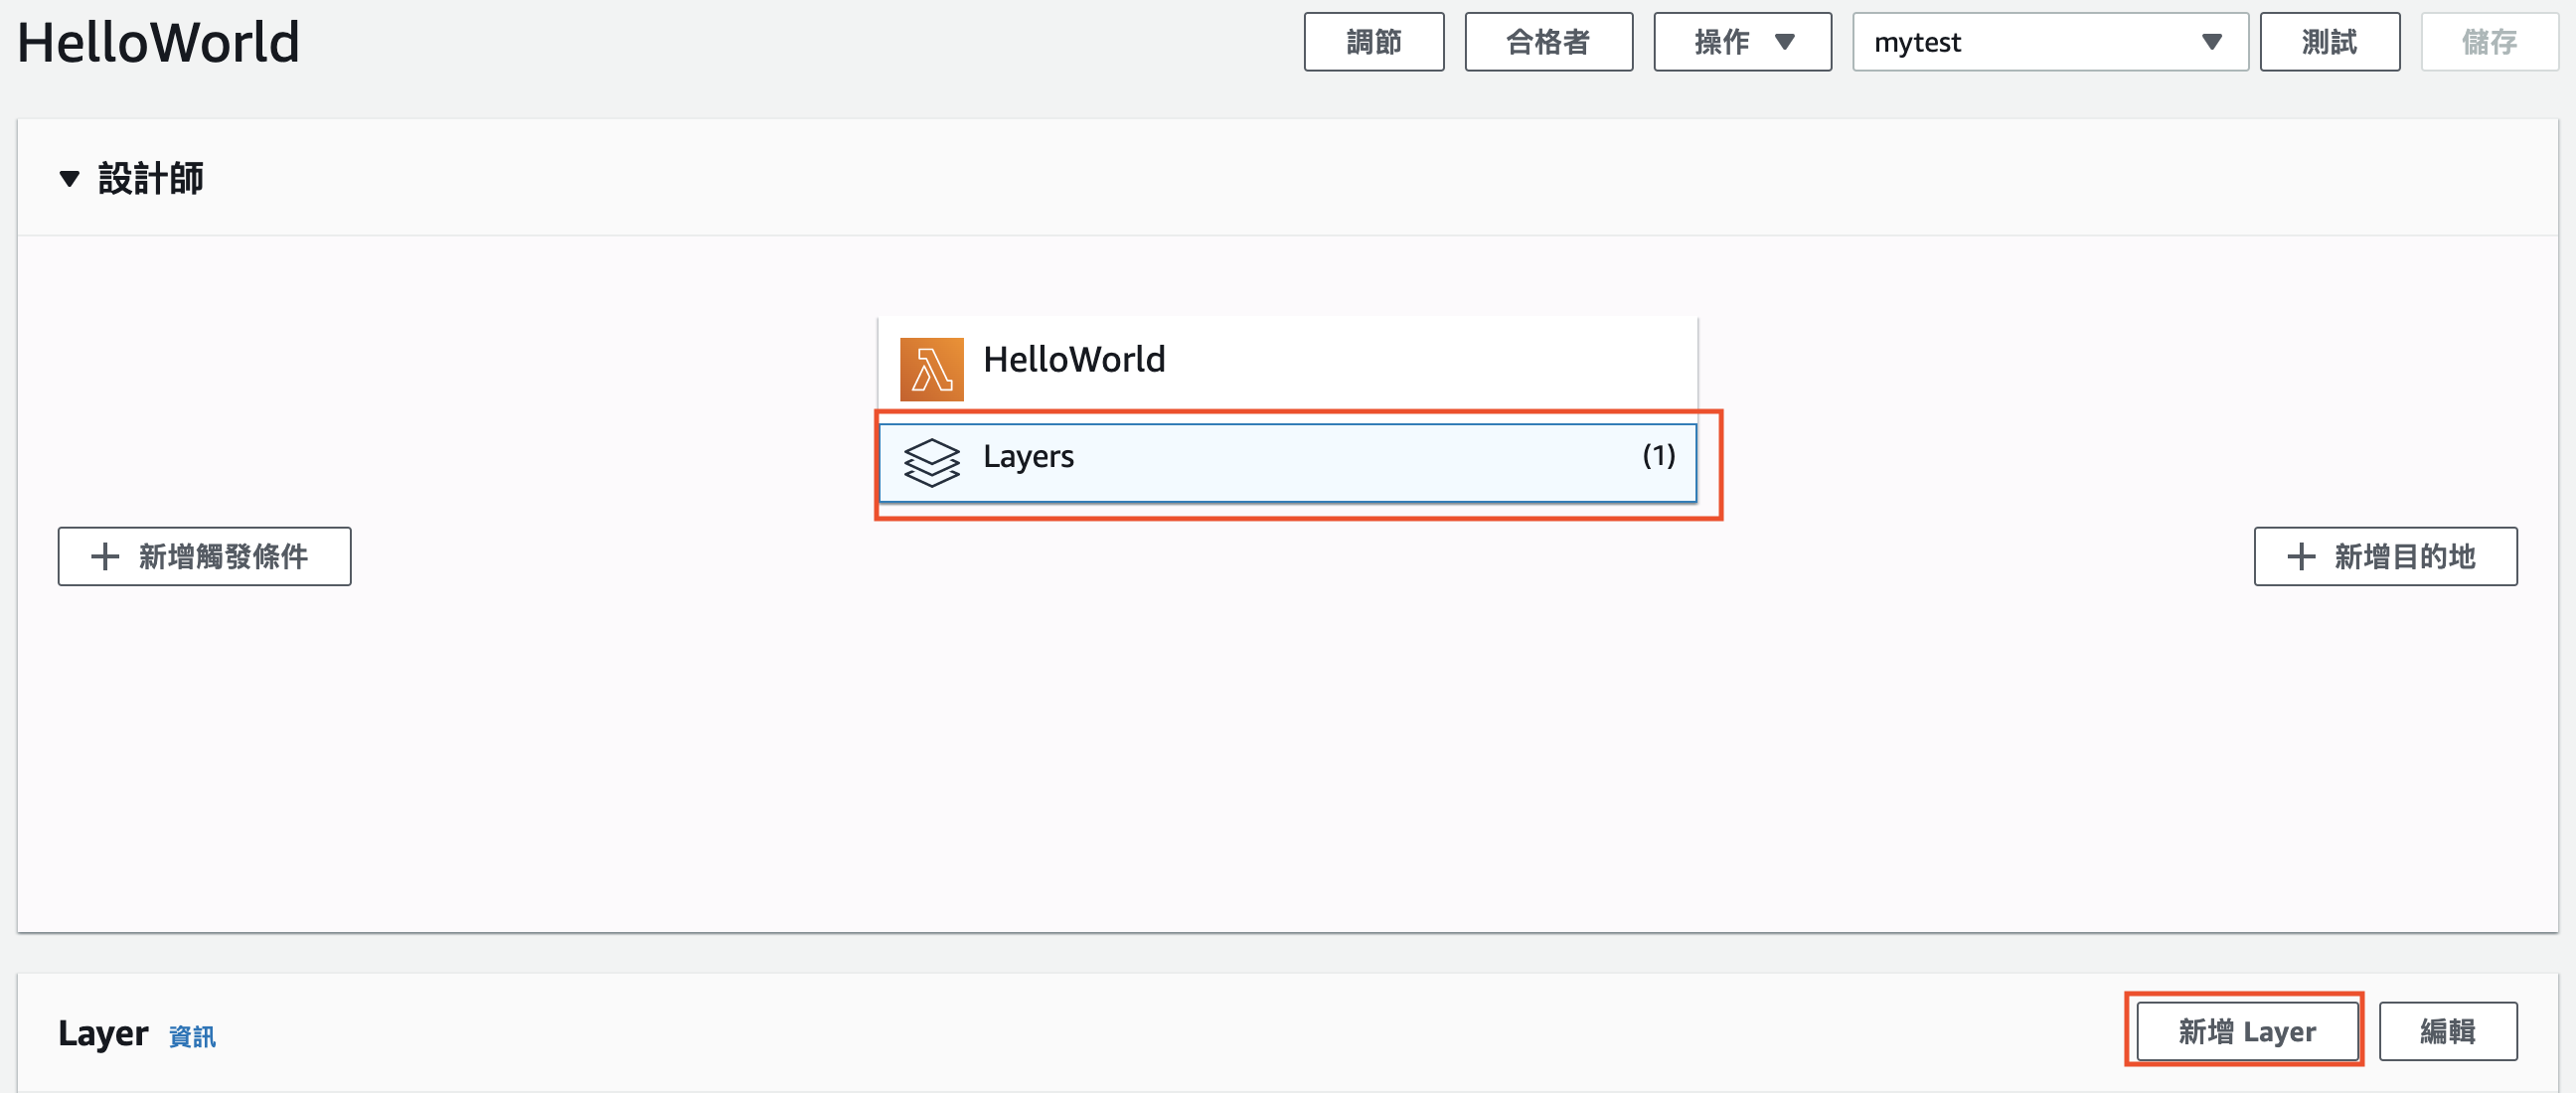 HelloWorld
調節
合格者
操作
mytest
測試
儲存
設計師
HelloWorld
Layers
(1)
新增觸發條件
新增目的地
Layer
資訊
新增 Layer
編輯